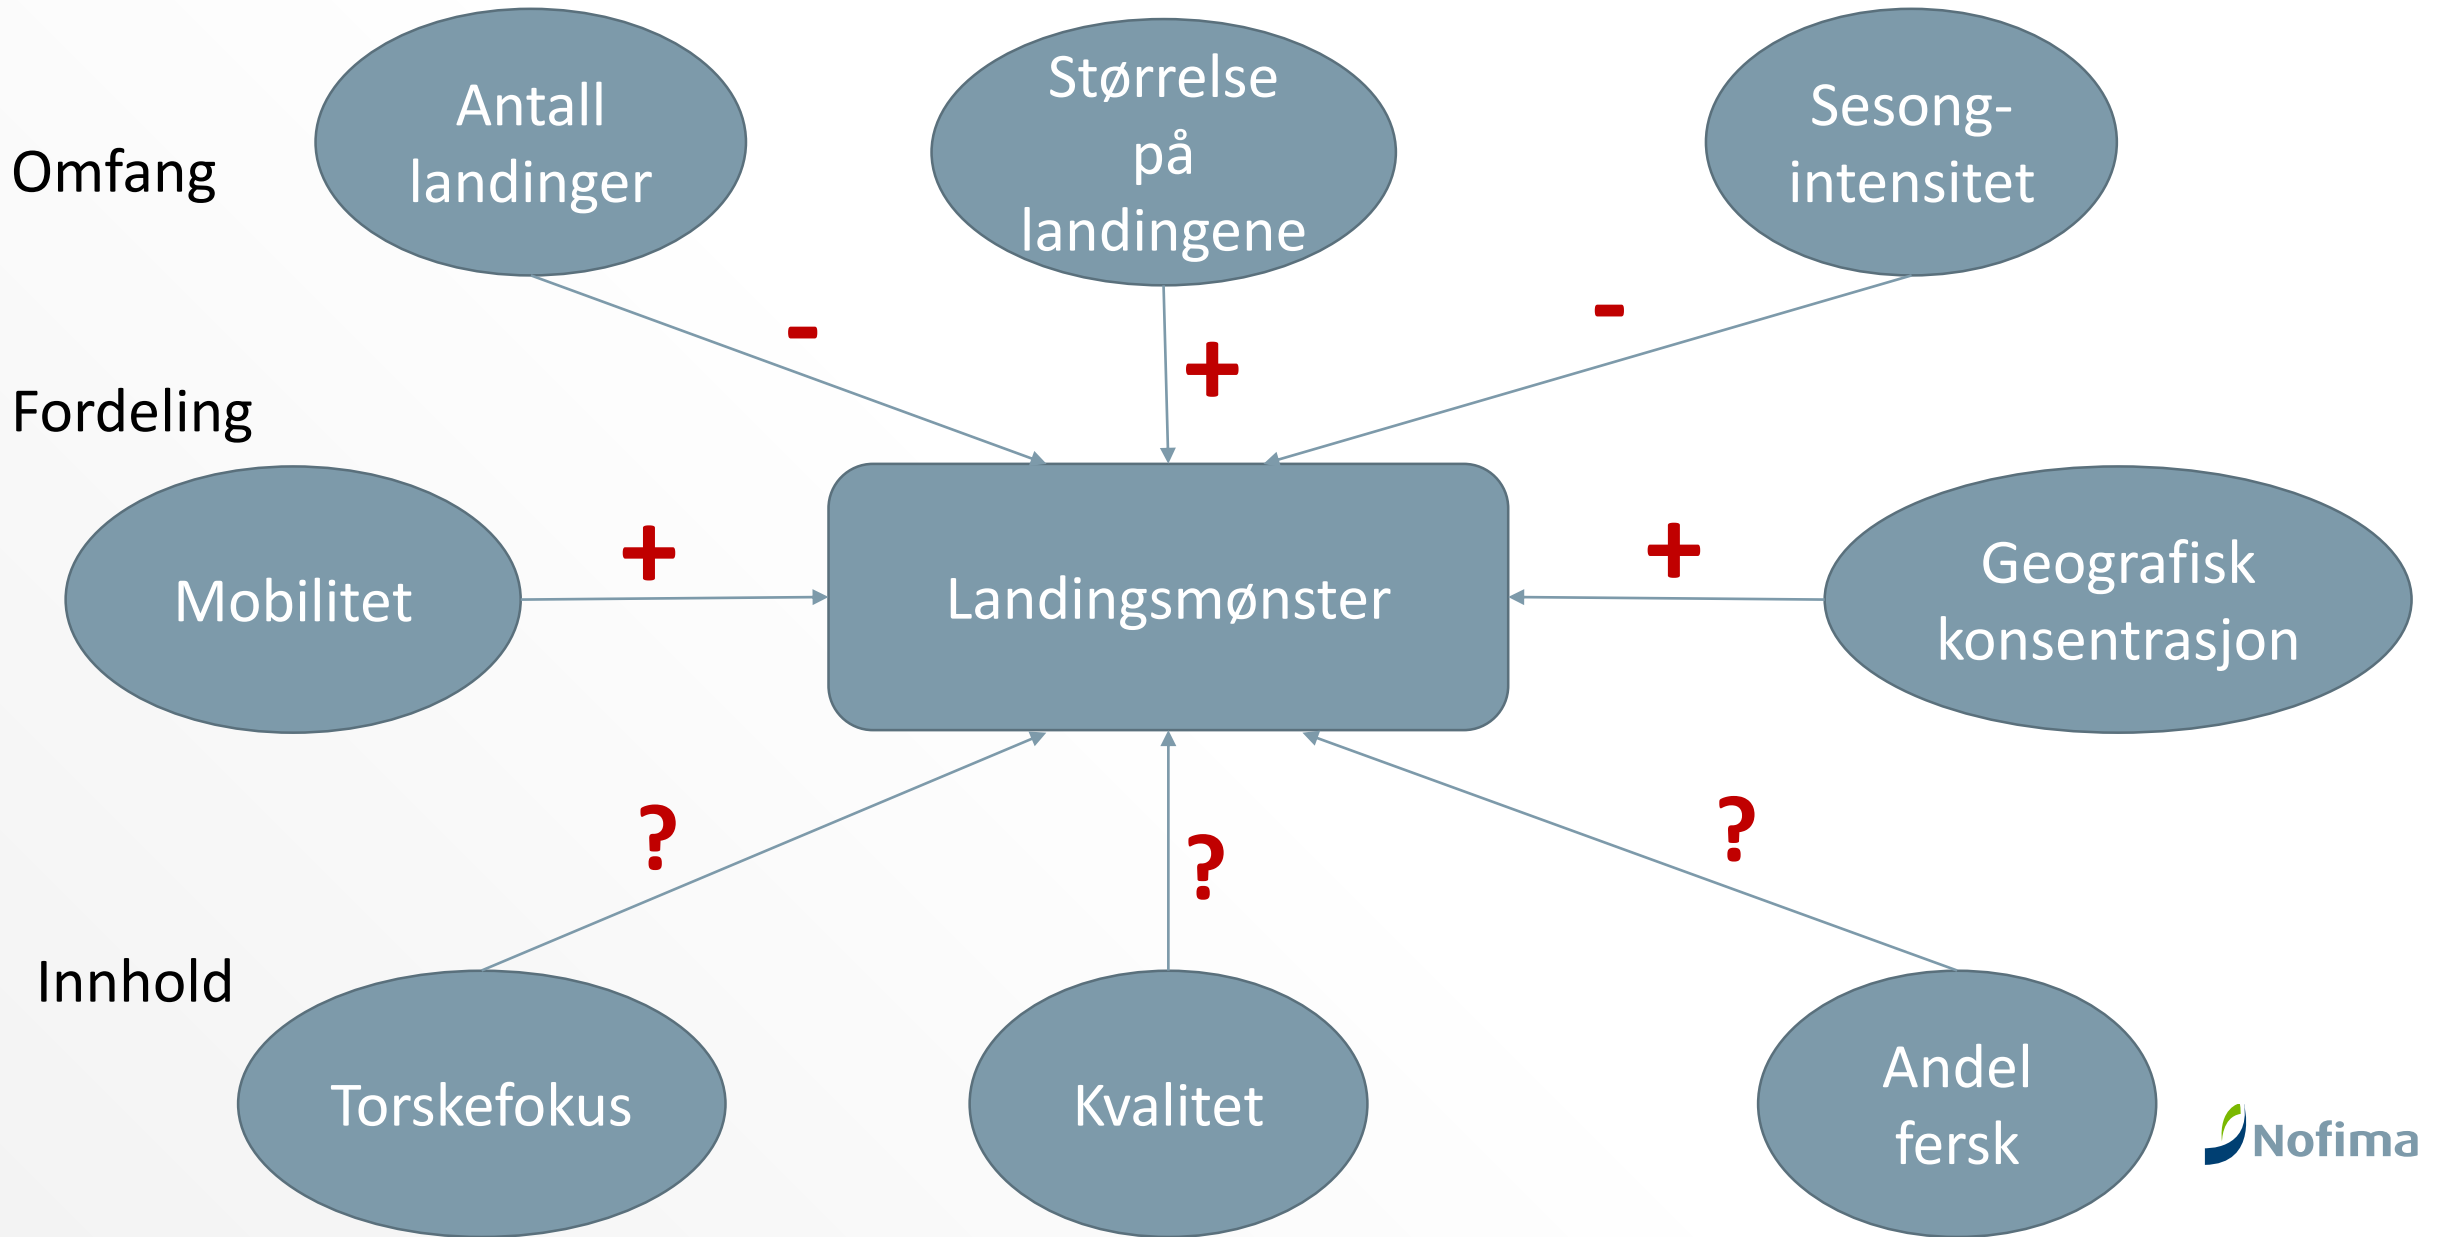 Omfang
Antall
landinger
Størrelse
på
landingene
Sesong-
intensitet
-
+
-
Fordeling
Mobilitet
+
Landingsmønster
+
Geografisk
konsentrasjon
?
?
?
Innhold
Torskefokus
Kvalitet
Andel
fersk
Nofima